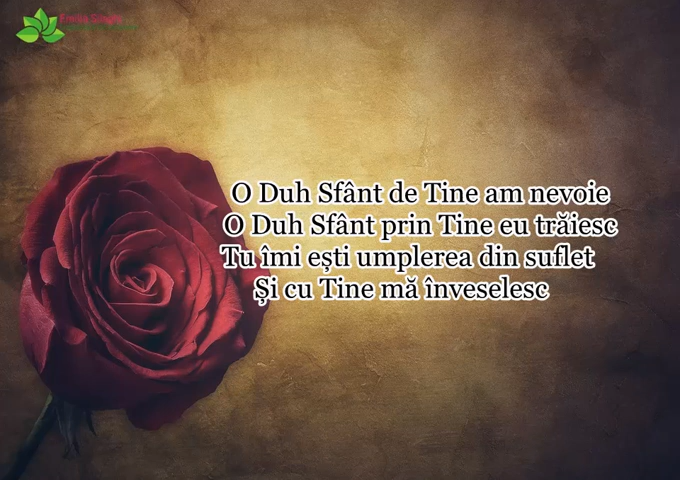 O Duh Sfânt de Tine am nevoie
O Duh Sfânt prin Tine eu trăiesc
Tu îmi ești umplerea din suflet
Și cu Tine mă înveselesc